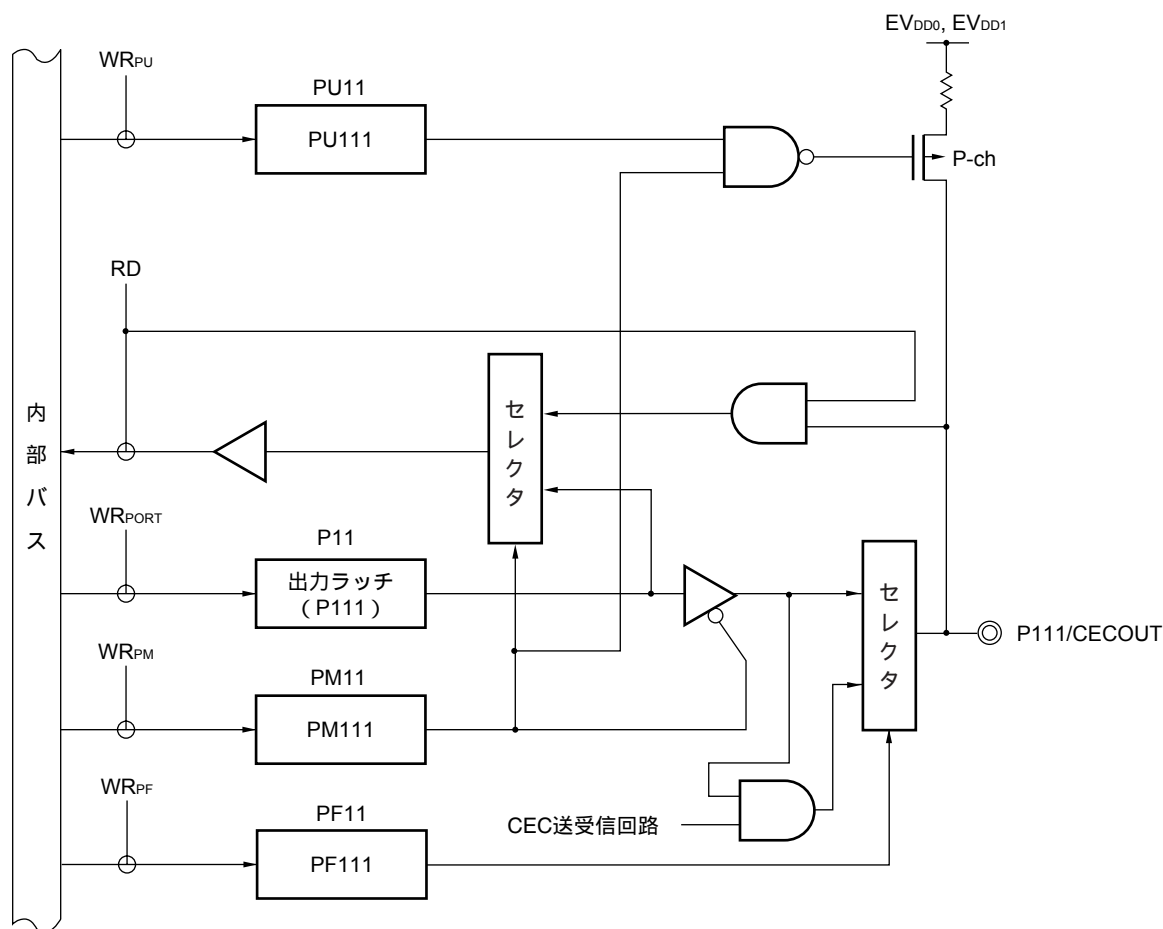 EVDD0, EVDD1
WRPU
PU11
PU111
P-ch
RD
内部バス
セレクタ
WRPORT
P11
出力ラッチ
(P111)
セレクタ
P111/CECOUT
WRPM
PM11
PM111
WRPF
PF11
PF111
CEC送受信回路